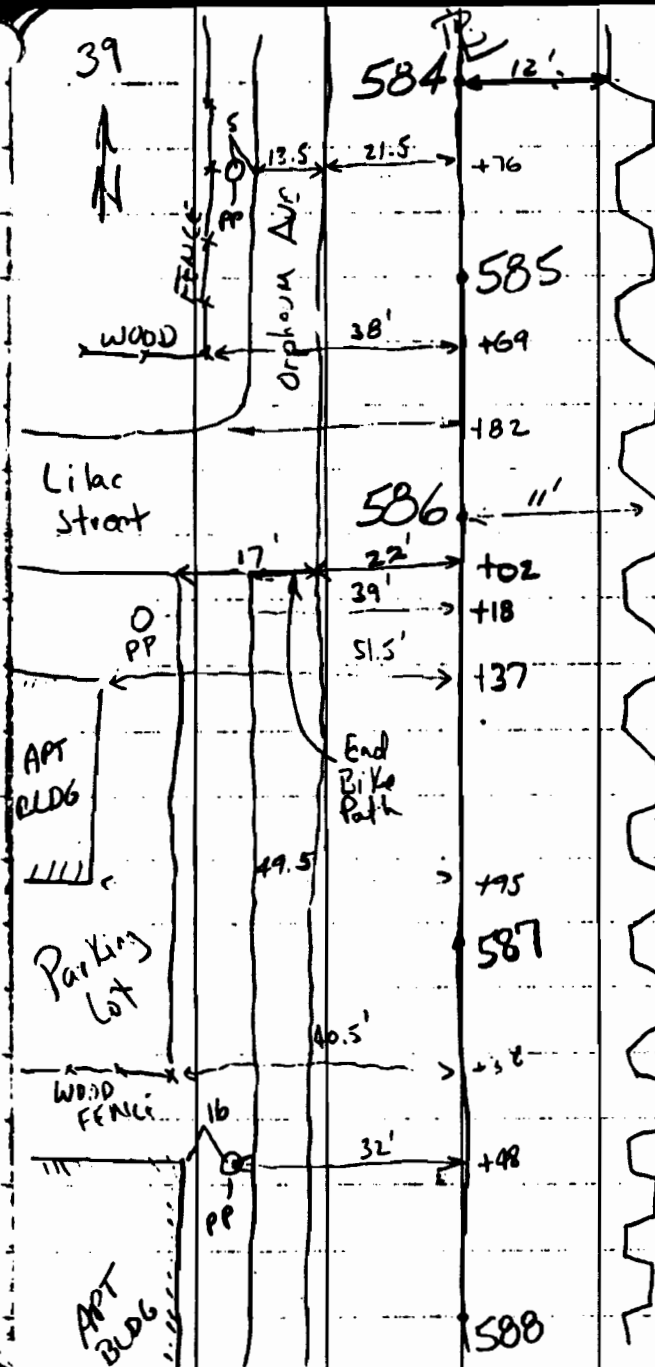 39
584
12'
N
5
PP
13.5
21.5
+76
FENCE
585
WOOD
38'
+69
+82
Lilac
Street
586
11'
17'
22'
+02
39'
+18
PP
51.5'
+37
APT
BLDG
End
Bike
Path
49.5
+95
587
Parking
Lot
40.5'
WOOD
FENCE
16
PP
32'
+48
APT
BLDG
588